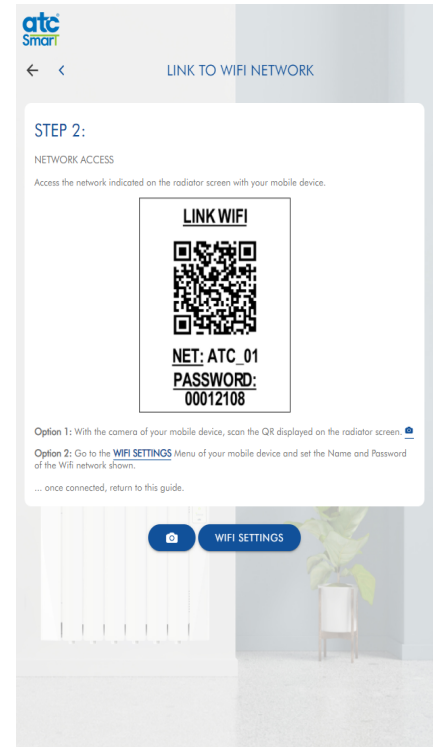 atc
Smart
LINK TO WIFI NETWORK
STEP 2:
NETWORK ACCESS
Access the network indicated on the radiator screen with your mobile device.
LINK WIFI
NET: ATC_01
PASSWORD:
00012108
Option 1: With the camera of your mobile device, scan the QR displayed on the radiator screen.
Option 2: Go to the WIFI SETTINGS Menu of your mobile device and set the Name and Password
of the Wifi network shown.
... once connected, return to this guide.
WIFI SETTINGS